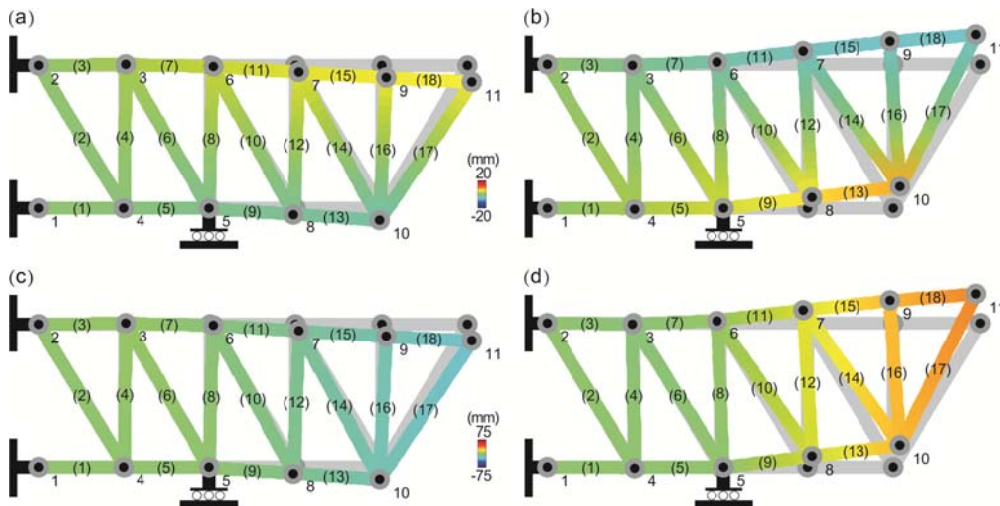 (a)
(3) (7) (11) (15) (18)
2 3 6 7 9 11
(2) (4) (6) (8) (10) (12) (14) (16) (17)
(mm)
20
-20
(1) (5) (9) (13)
1 4 5 8 10
(b)
(3) (7) (11) (15) (18)
2 3 6 7 9 11
(2) (4) (6) (8) (10) (12) (14) (16) (17)
(1) (5) (9) (13)
1 4 5 8 10
(c)
(3) (7) (11) (15) (18)
2 3 6 7 9 11
(2) (4) (6) (8) (10) (12) (14) (16) (17)
(mm)
75
-75
(1) (5) (9) (13)
1 4 5 8 10
(d)
(3) (7) (11) (15) (18)
2 3 6 7 9 11
(2) (4) (6) (8) (10) (12) (14) (16) (17)
(1) (5) (9) (13)
1 4 5 8 10